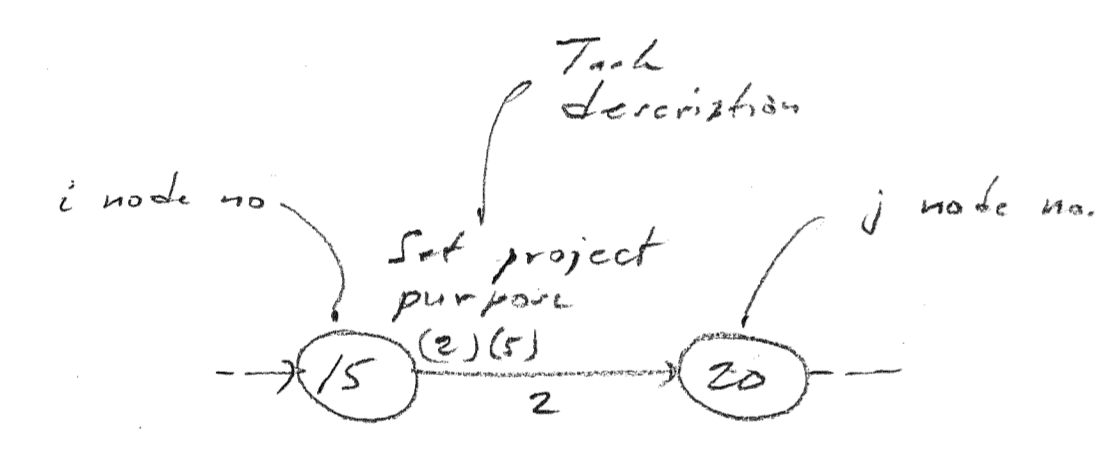 Task
description
i node no
j node no.
Set project
purpose
(2)(5)
15
20
2